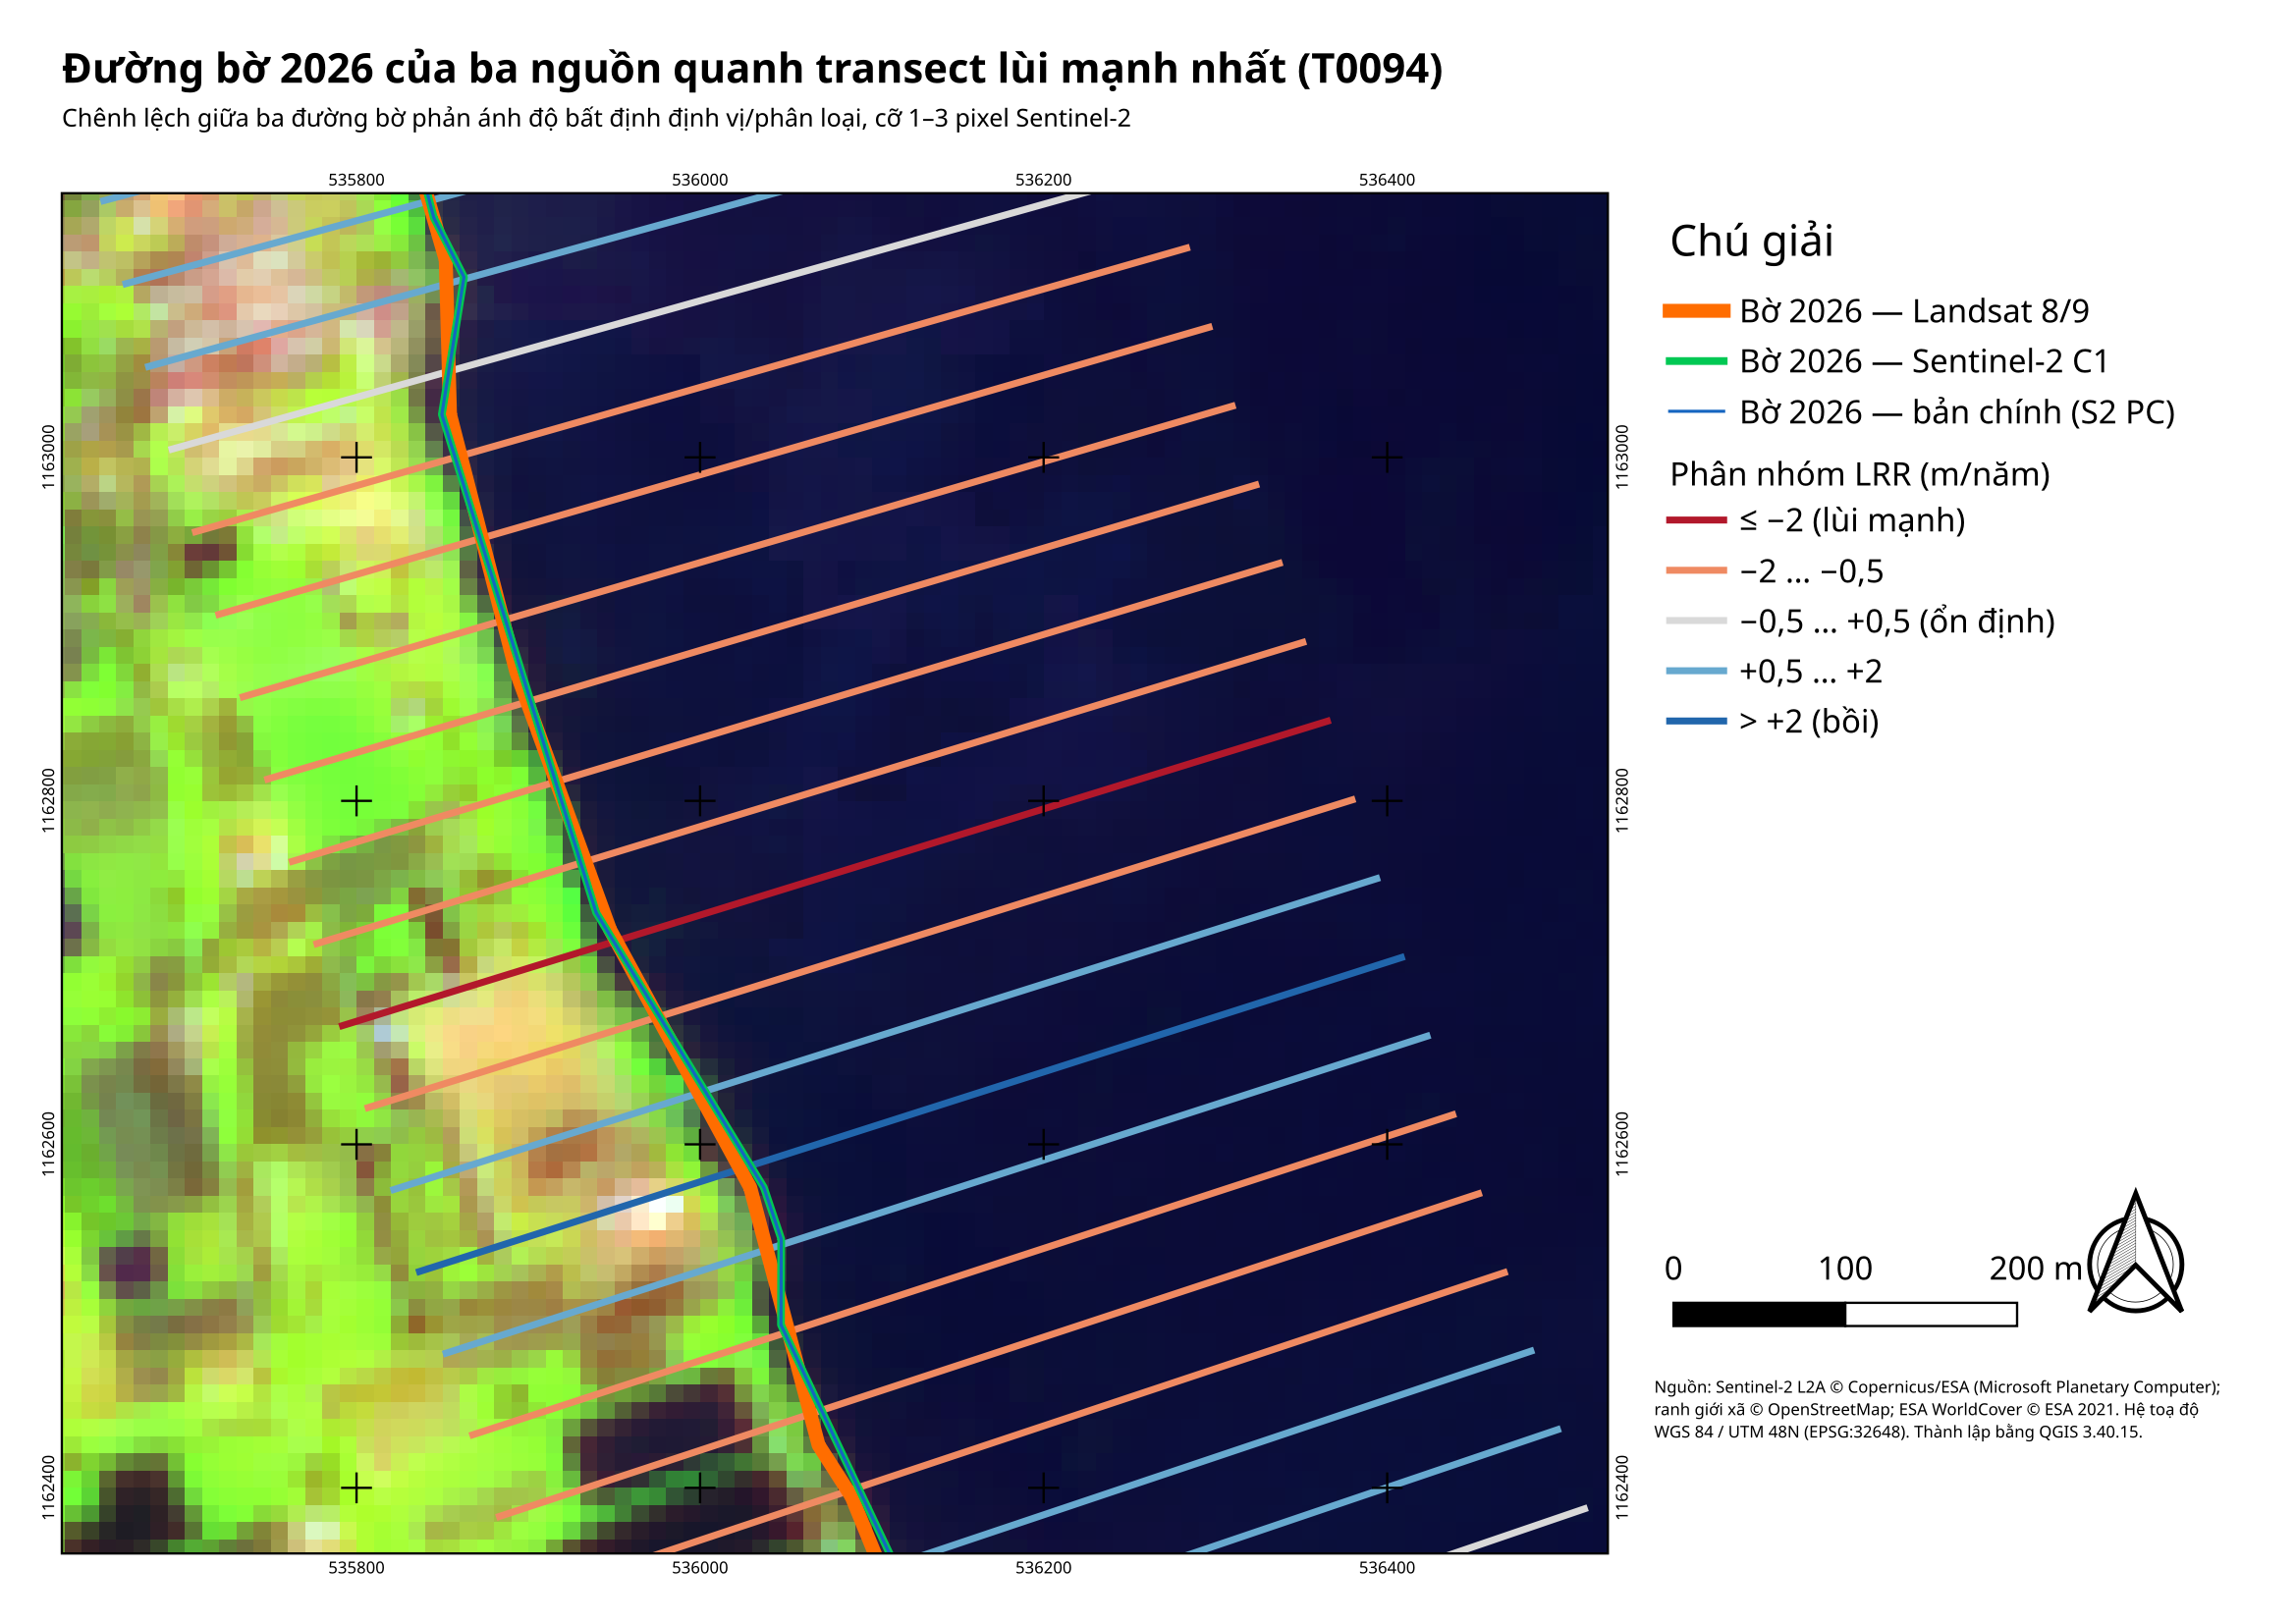 Đường bờ 2026 của ba nguồn quanh transect lùi mạnh nhất (T0094)
Chênh lệch giữa ba đường bờ phản ánh độ bất định định vị/phân loại, cỡ 1–3 pixel Sentinel-2
535800
536000
536200
536400
1163000
1162800
1162600
1162400
1163000
1162800
1162600
1162400
535800
536000
536200
536400
Chú giải
Bờ 2026 — Landsat 8/9
Bờ 2026 — Sentinel-2 C1
Bờ 2026 — bản chính (S2 PC)
Phân nhóm LRR (m/năm)
≤ −2 (lùi mạnh)
−2 … −0,5
−0,5 … +0,5 (ổn định)
+0,5 … +2
> +2 (bồi)
0 100 200 m
Nguồn: Sentinel-2 L2A © Copernicus/ESA (Microsoft Planetary Computer);
ranh giới xã © OpenStreetMap; ESA WorldCover © ESA 2021. Hệ toạ độ
WGS 84 / UTM 48N (EPSG:32648). Thành lập bằng QGIS 3.40.15.